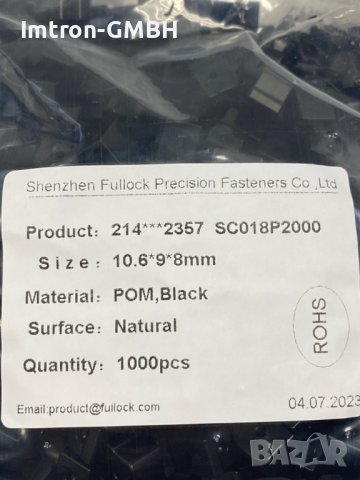 Imtron-GMBH
Shenzhen Fullock Precision Fasteners Co ,Ltd
Product: 214***2357 SC018P2000
Size: 10.6*9*8mm
Material: POM,Black
Surface: Natural
ROHS
Quantity: 1000pcs
Email:product@fullock.com
04.07.2023
BAZAR